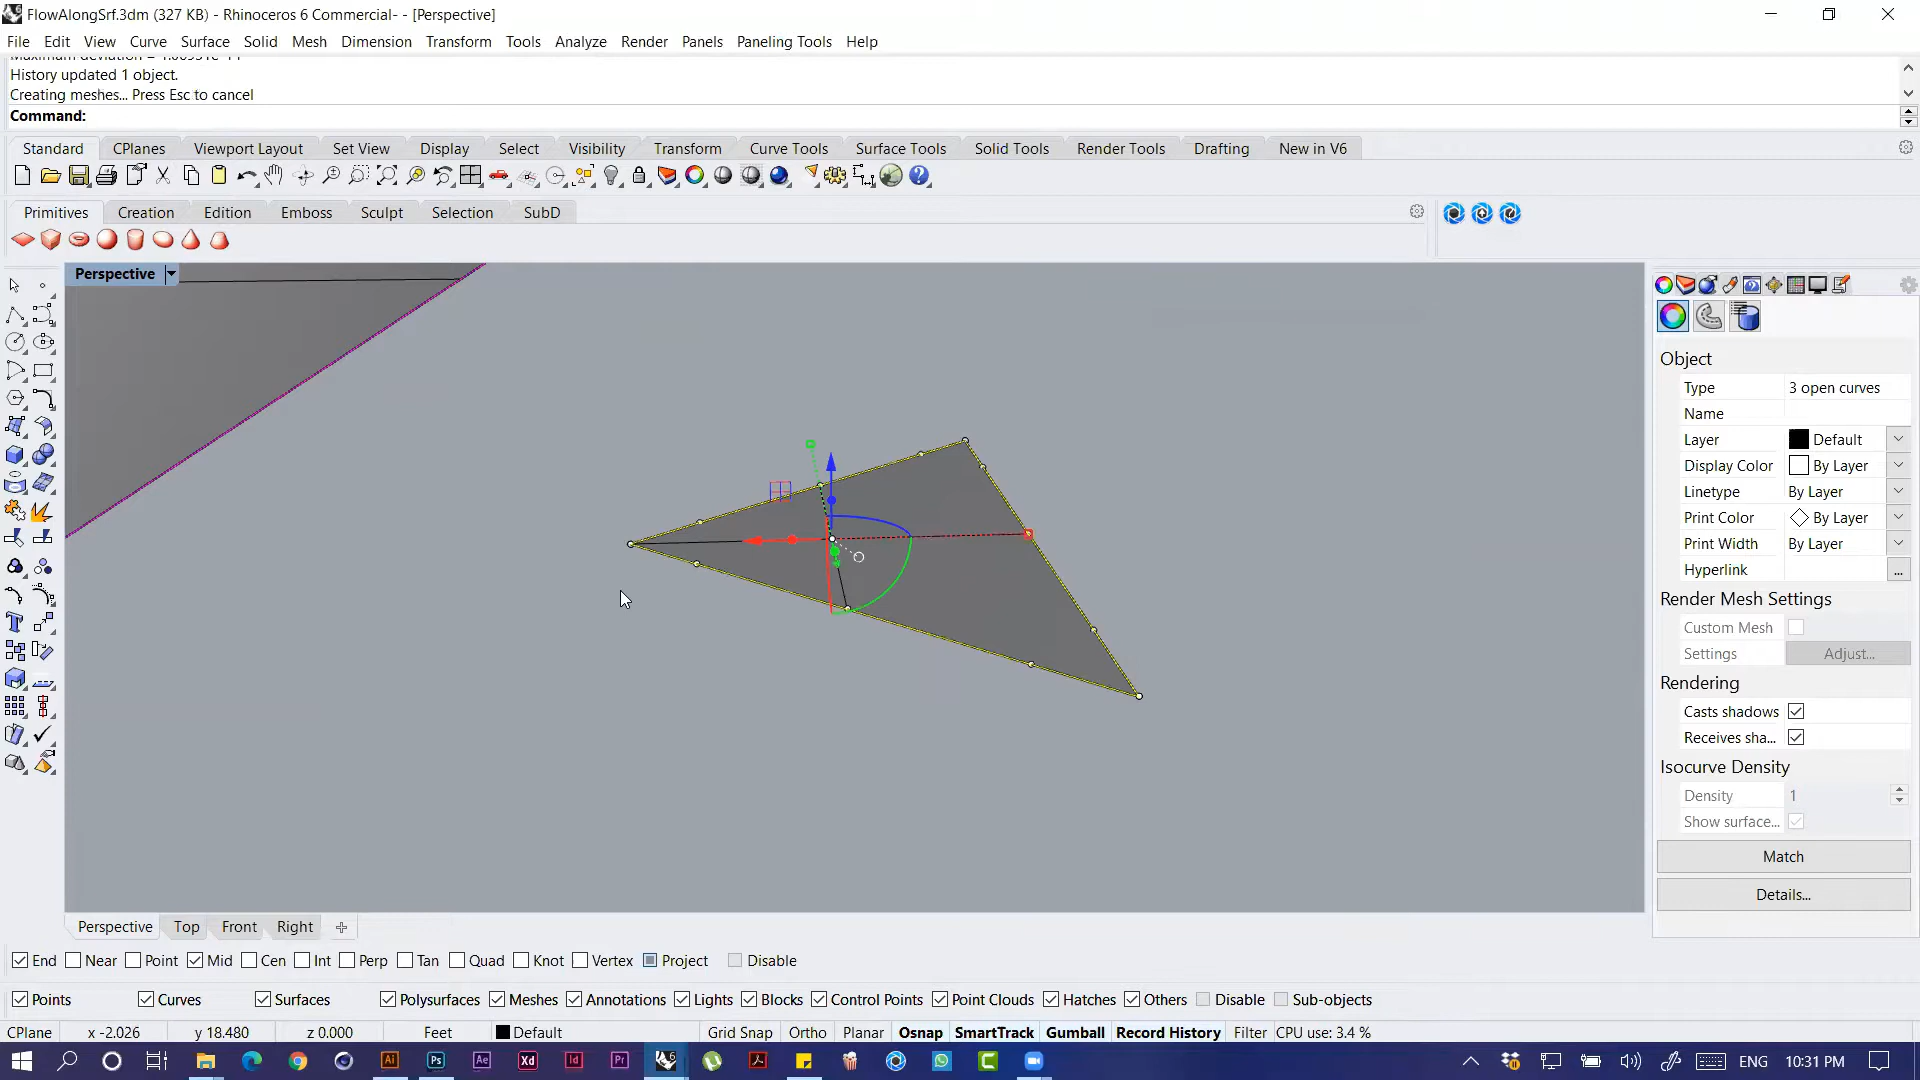 FlowAlongSrf.3dm (327 KB) - Rhinoceros 6 Commercial- - [Perspective]
File Edit View Curve Surface Solid Mesh Dimension Transform Tools Analyze Render Panels Paneling Tools Help
History updated 1 object.
Creating meshes... Press Esc to cancel
Command:
Standard CPlanes Viewport Layout Set View Display Select Visibility Transform Curve Tools Surface Tools Solid Tools Render Tools Drafting New in V6
Primitives Creation Edition Emboss Sculpt Selection SubD
Perspective
Object
Type 3 open curves
Name
Layer Default
Display Color By Layer
Linetype By Layer
Print Color By Layer
Print Width By Layer
Hyperlink ...
Render Mesh Settings
Custom Mesh
Settings Adjust...
Rendering
Casts shadows
Receives sha...
Isocurve Density
Density 1
Show surface...
Match
Details...
Perspective Top Front Right
End Near Point Mid Cen Int Perp Tan Quad Knot Vertex Project Disable
Points Curves Surfaces Polysurfaces Meshes Annotations Lights Blocks Control Points Point Clouds Hatches Others Disable Sub-objects
CPlane x -2.026 y 18.480 z 0.000 Feet Default Grid Snap Ortho Planar Osnap SmartTrack Gumball Record History Filter CPU use: 3.4 %
Ai Ps Ae Xd Id Pr ENG 10:31 PM